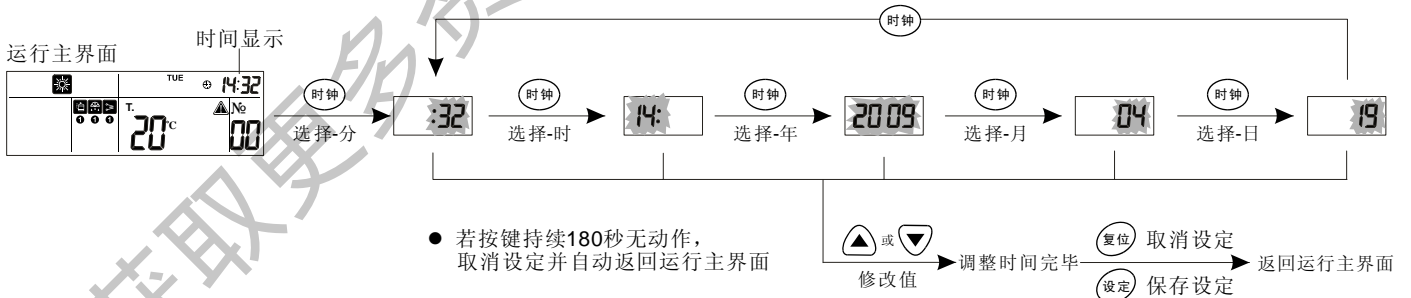 时钟
时间显示
运行主界面
TUE 14:32
T. 20℃ № 00
时钟
选择-分
:32
时钟
选择-时
14:
时钟
选择-年
2009
时钟
选择-月
04
时钟
选择-日
19
● 若按键持续180秒无动作，
取消设定并自动返回运行主界面
或
修改值
调整时间完毕
复位 取消设定
设定 保存设定
返回运行主界面
获取更多资